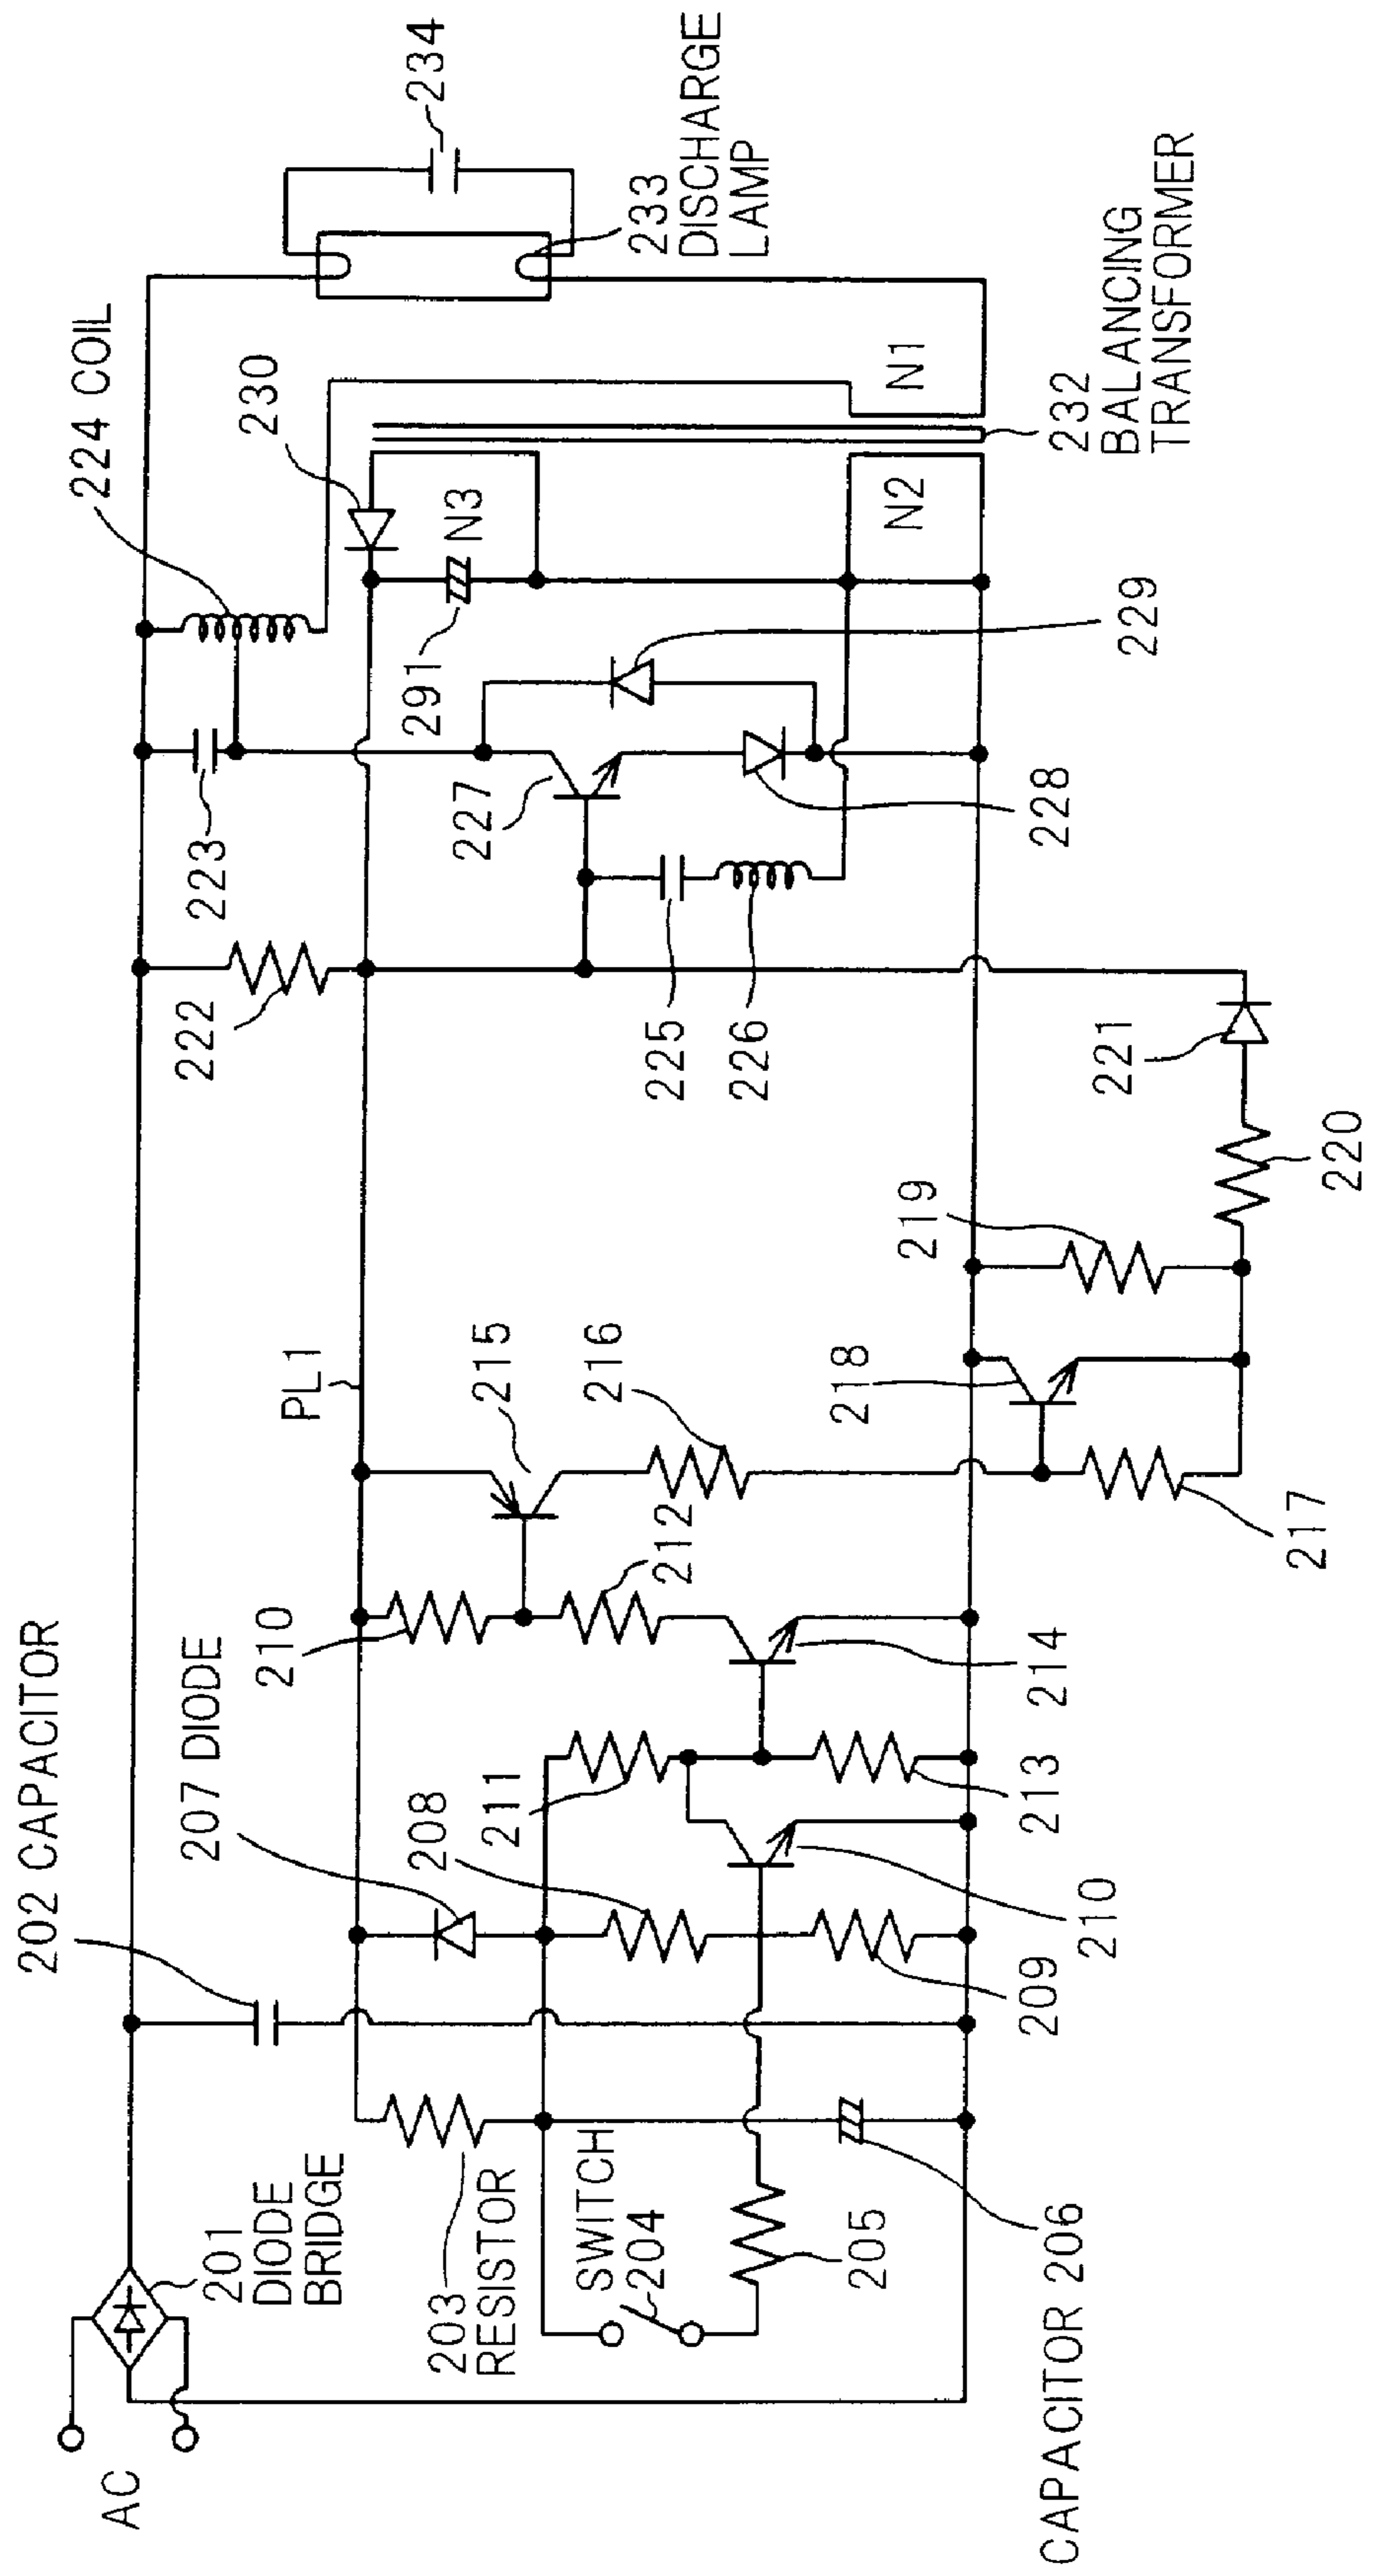 AC
201
DIODE
BRIDGE
202 CAPACITOR
203
RESISTOR
SWITCH
204
205
CAPACITOR 206
207 DIODE
208
209
210
211
210
212
213
214
PL1
215
216
217
218
219
220
221
222
223
224 COIL
225
226
227
228
229
230
291
N3
N2
N1
232
BALANCING
TRANSFORMER
233
DISCHARGE
LAMP
234